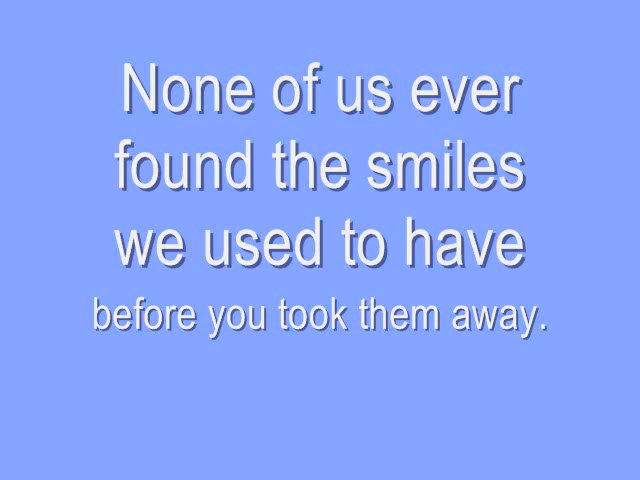 None of us ever
found the smiles
we used to have
before you took them away.